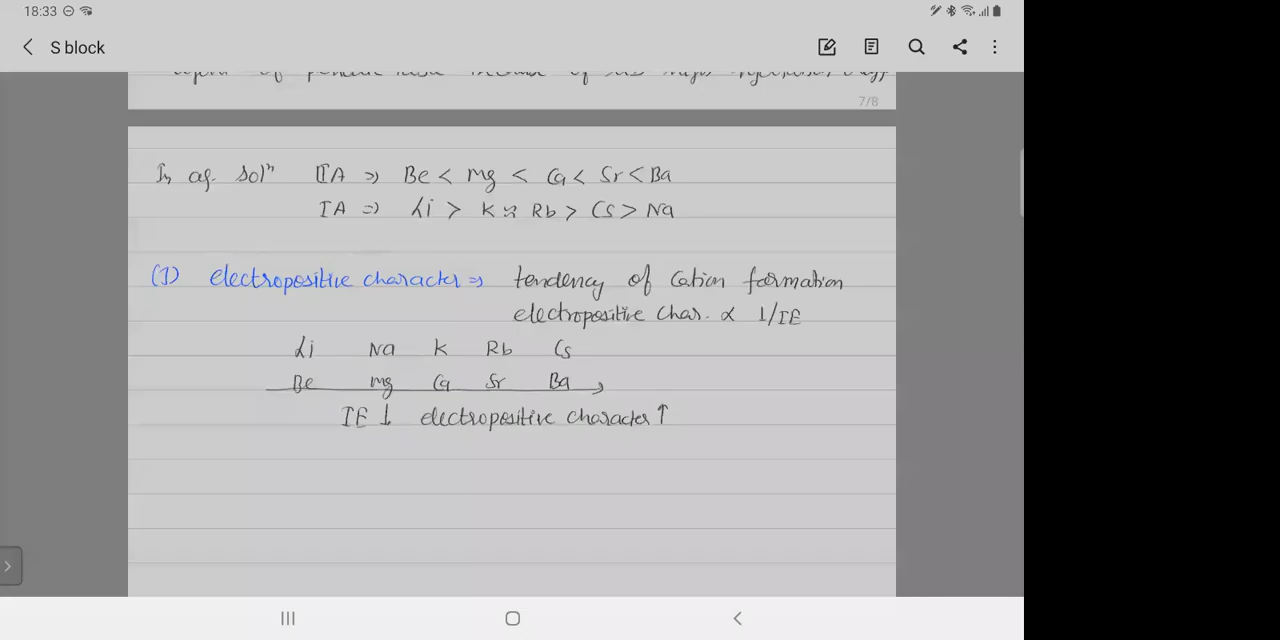 18:33
S block
of
7/8
In aq. solⁿ IIA ⇒ Be < Mg < Ca < Sr < Ba
IA ⇒ Li > K ≈ Rb > Cs > Na
(J) electropositive character ⇒ tendency of cation formation
electropositive char. ∝ 1/IE
Li Na K Rb Cs
Be Mg Ca Sr Ba
IE ↓ electropositive character ↑